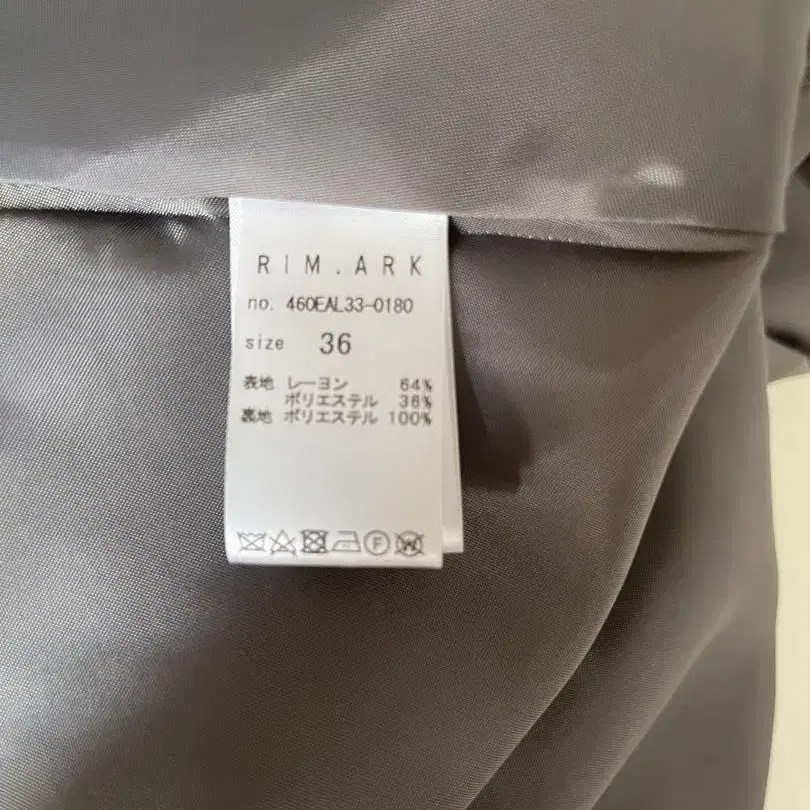 RIM.ARK
no. 460EAL33-0180
size 36
表地 レーヨン 64%
ポリエステル 36%
裏地 ポリエステル 100%
F W